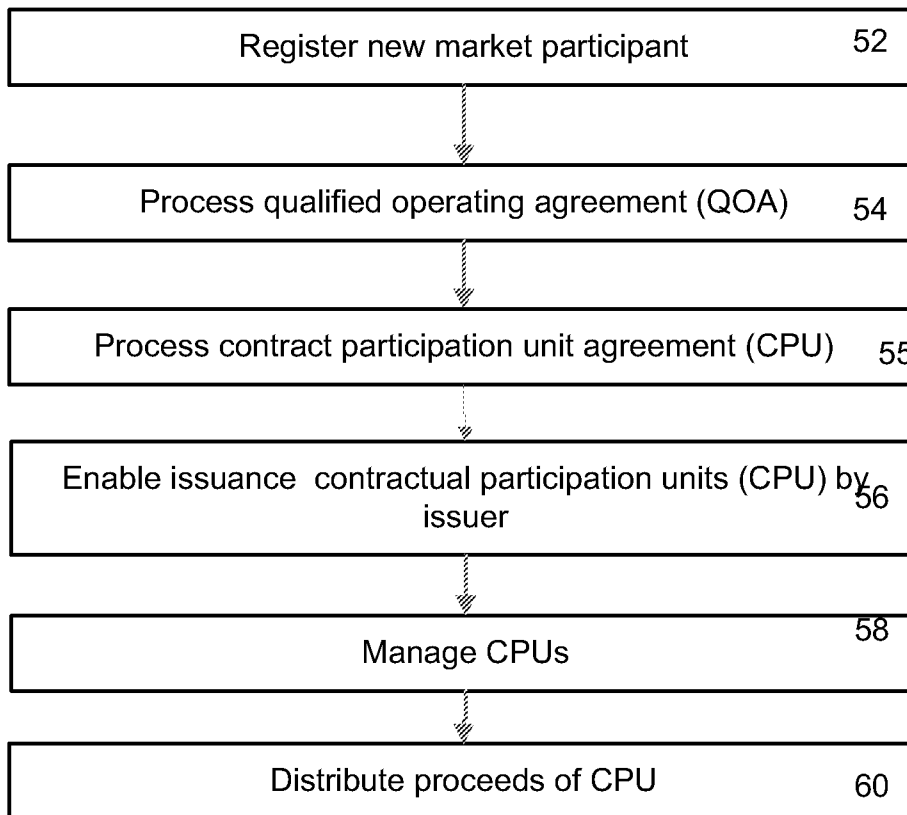 Register new market participant 52
Process qualified operating agreement (QOA) 54
Process contract participation unit agreement (CPU) 55
Enable issuance contractual participation units (CPU) by 56
issuer
58
Manage CPUs
Distribute proceeds of CPU 60